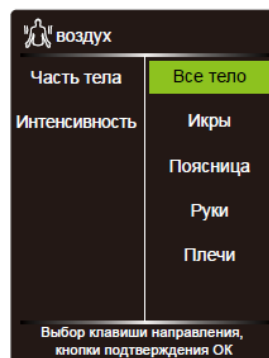 воздух
Часть тела
Все тело
Интенсивность
Икры
Поясница
Руки
Плечи
Выбор клавиши направления,
кнопки подтверждения ОК